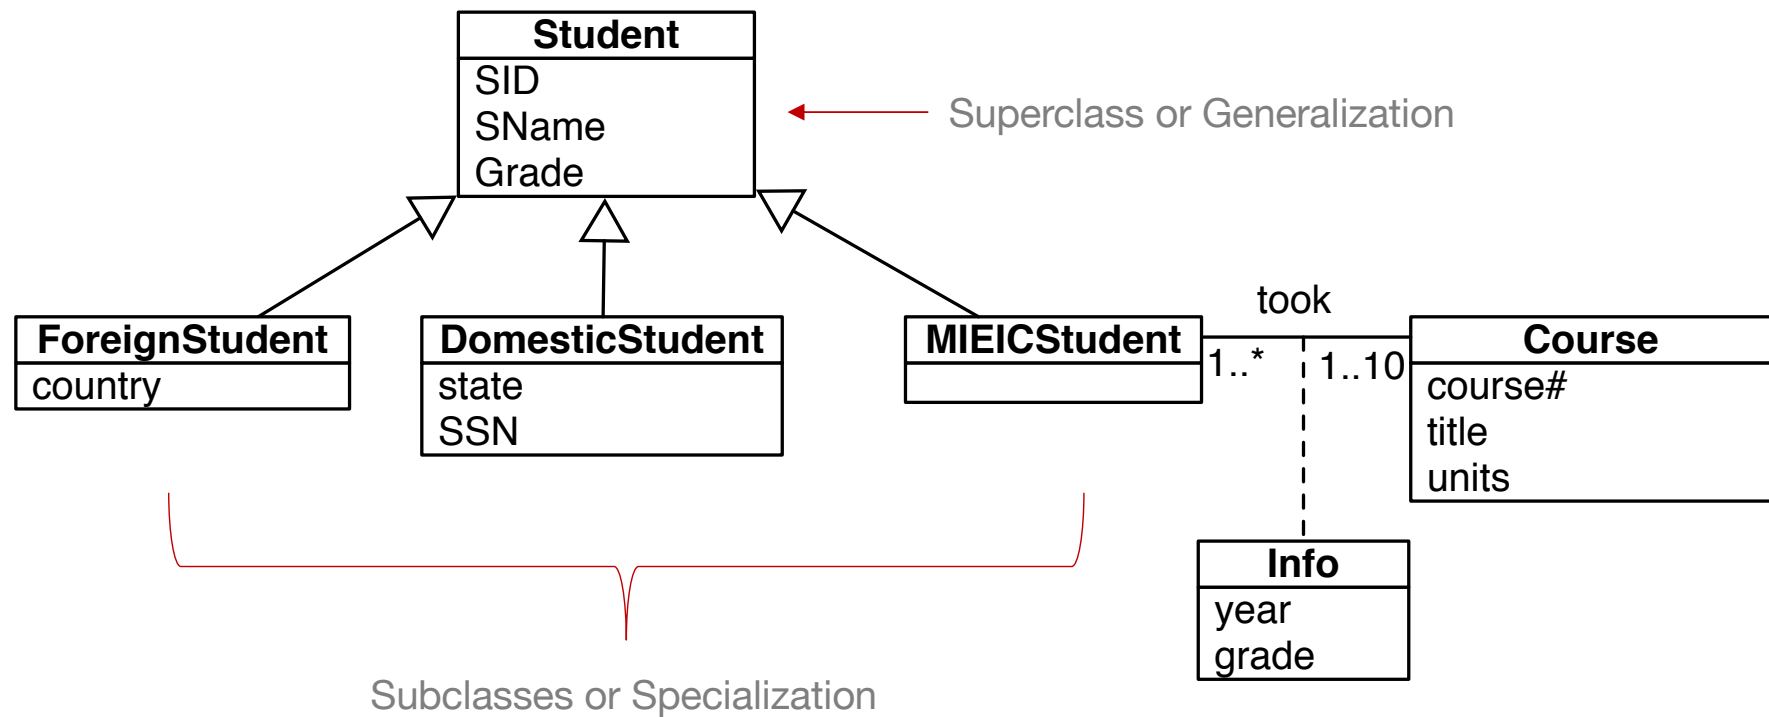 Student
SID
SName
Grade
Superclass or Generalization
ForeignStudent
country
DomesticStudent
state
SSN
MIEICStudent
took
1..*
1..10
Course
course#
title
units
Info
year
grade
Subclasses or Specialization